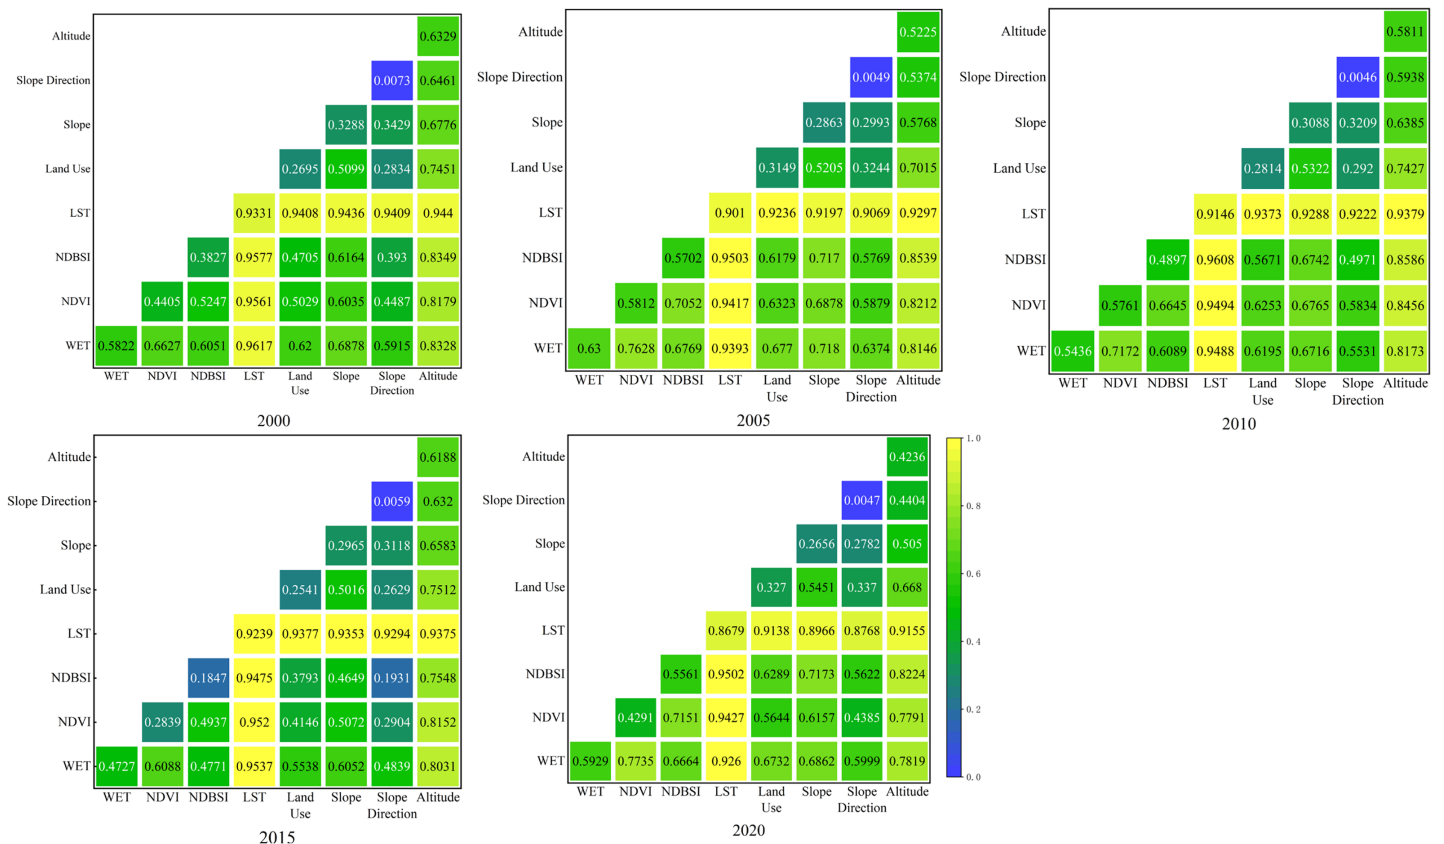 Altitude 0.6329
Slope Direction 0.0073 0.6461
Slope 0.3288 0.3429 0.6776
Land Use 0.2695 0.5099 0.2834 0.7451
LST 0.9331 0.9408 0.9436 0.9409 0.944
NDBSI 0.3827 0.9577 0.4705 0.6164 0.393 0.8349
NDVI 0.4405 0.5247 0.9561 0.5029 0.6035 0.4487 0.8179
WET 0.5822 0.6627 0.6051 0.9617 0.62 0.6878 0.5915 0.8328
WET NDVI NDBSI LST Land Slope Slope Altitude
Use Direction
2000
Altitude 0.5225
Slope Direction 0.0049 0.5374
Slope 0.2863 0.2993 0.5768
Land Use 0.3149 0.5205 0.3244 0.7015
LST 0.901 0.9236 0.9197 0.9069 0.9297
NDBSI 0.5702 0.9503 0.6179 0.717 0.5769 0.8539
NDVI 0.5812 0.7052 0.9417 0.6323 0.6878 0.5879 0.8212
WET 0.63 0.7628 0.6769 0.9393 0.677 0.718 0.6374 0.8146
WET NDVI NDBSI LST Land Slope Slope Altitude
Use Direction
2005
Altitude 0.5811
Slope Direction 0.0046 0.5938
Slope 0.3088 0.3209 0.6385
Land Use 0.2814 0.5322 0.292 0.7427
LST 0.9146 0.9373 0.9288 0.9222 0.9379
NDBSI 0.4897 0.9608 0.5671 0.6742 0.4971 0.8586
NDVI 0.5761 0.6645 0.9494 0.6253 0.6765 0.5834 0.8456
WET 0.5436 0.7172 0.6089 0.9488 0.6195 0.6716 0.5531 0.8173
WET NDVI NDBSI LST Land Slope Slope Altitude
Use Direction
2010
Altitude 0.6188
Slope Direction 0.0059 0.632
Slope 0.2965 0.3118 0.6583
Land Use 0.2541 0.5016 0.2629 0.7512
LST 0.9239 0.9377 0.9353 0.9294 0.9375
NDBSI 0.1847 0.9475 0.3793 0.4649 0.1931 0.7548
NDVI 0.2839 0.4937 0.952 0.4146 0.5072 0.2904 0.8152
WET 0.4727 0.6088 0.4771 0.9537 0.5538 0.6052 0.4839 0.8031
WET NDVI NDBSI LST Land Slope Slope Altitude
Use Direction
2015
Altitude 0.4236
Slope Direction 0.0047 0.4404
Slope 0.2656 0.2782 0.505
Land Use 0.327 0.5451 0.337 0.668
LST 0.8679 0.9138 0.8966 0.8768 0.9155
NDBSI 0.5561 0.9502 0.6289 0.7173 0.5622 0.8224
NDVI 0.4291 0.7151 0.9427 0.5644 0.6157 0.4385 0.7791
WET 0.5929 0.7735 0.6664 0.926 0.6732 0.6862 0.5999 0.7819
WET NDVI NDBSI LST Land Slope Slope Altitude
Use Direction
2020
1.0
0.8
0.6
0.4
0.2
0.0